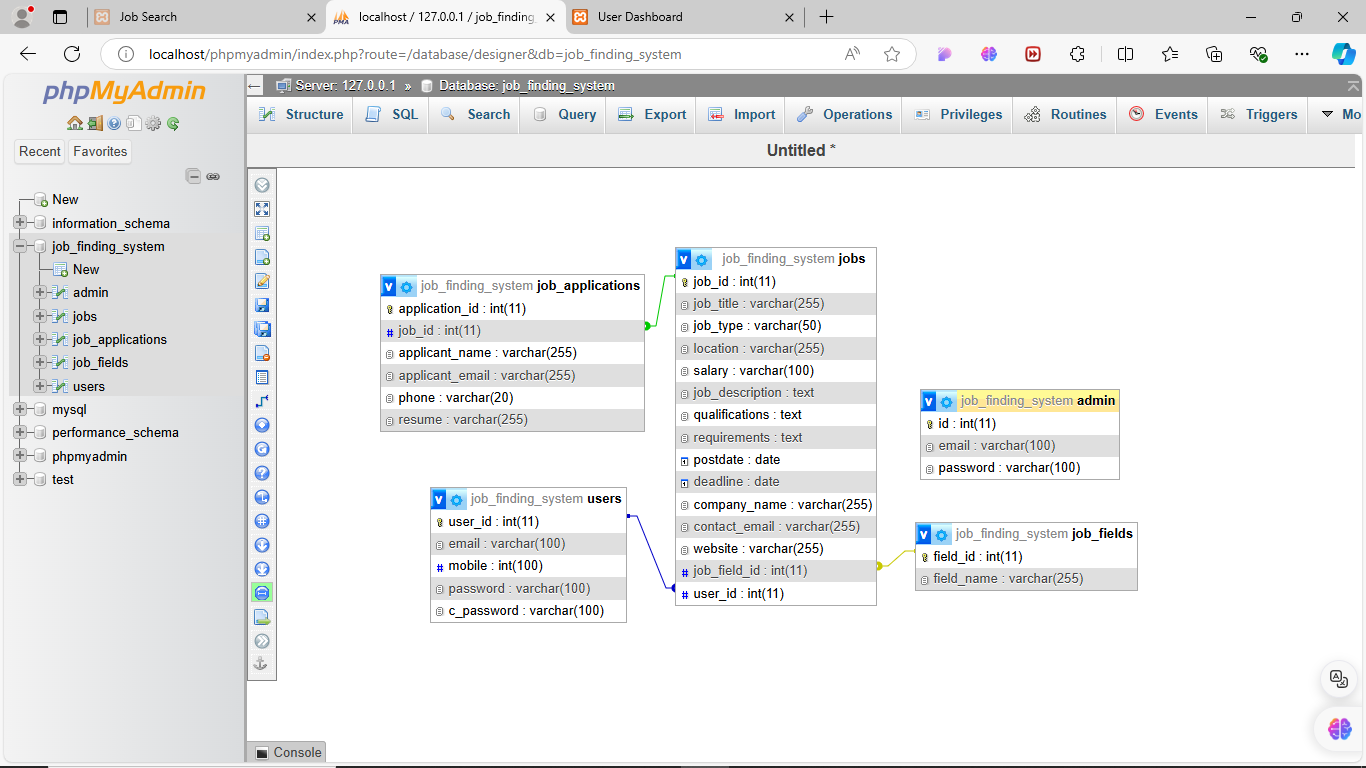 Job Search
localhost / 127.0.0.1 / job_finding_
User Dashboard
localhost/phpmyadmin/index.php?route=/database/designer&db=job_finding_system
phpMyAdmin
Recent
Favorites
New
information_schema
job_finding_system
New
admin
jobs
job_applications
job_fields
users
mysql
performance_schema
phpmyadmin
test
Server: 127.0.0.1 » Database: job_finding_system
Structure
SQL
Search
Query
Export
Import
Operations
Privileges
Routines
Events
Triggers
Mo
Untitled *
job_finding_system job_applications
application_id : int(11)
job_id : int(11)
applicant_name : varchar(255)
applicant_email : varchar(255)
phone : varchar(20)
resume : varchar(255)
job_finding_system users
user_id : int(11)
email : varchar(100)
mobile : int(100)
password : varchar(100)
c_password : varchar(100)
job_finding_system jobs
job_id : int(11)
job_title : varchar(255)
job_type : varchar(50)
location : varchar(255)
salary : varchar(100)
job_description : text
qualifications : text
requirements : text
postdate : date
deadline : date
company_name : varchar(255)
contact_email : varchar(255)
website : varchar(255)
job_field_id : int(11)
user_id : int(11)
job_finding_system admin
id : int(11)
email : varchar(100)
password : varchar(100)
job_finding_system job_fields
field_id : int(11)
field_name : varchar(255)
Console